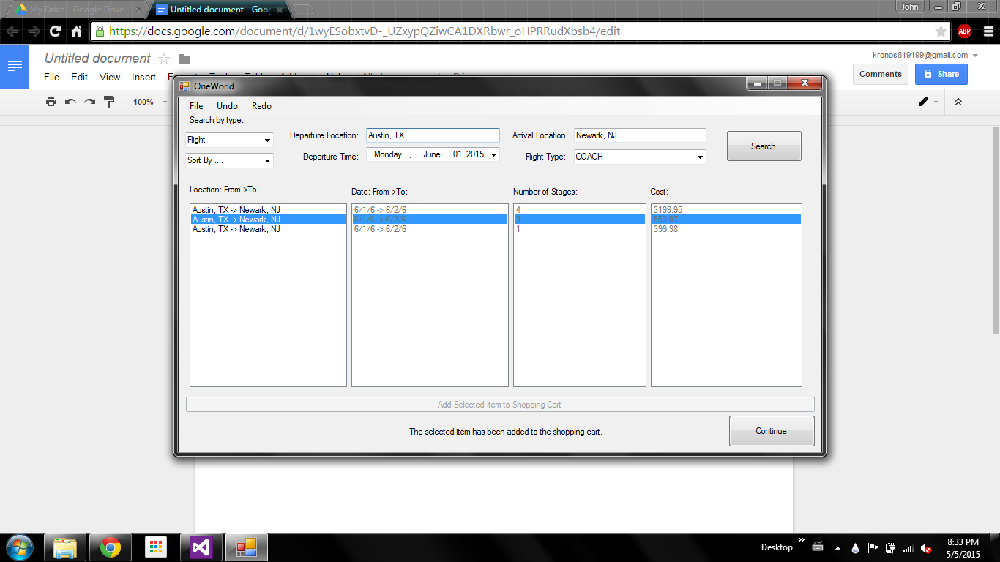 My Drive - Google Drive
Untitled document - Goo
John
https://docs.google.com/document/d/1wyESobxtvD-_UZxypQZiwCA1DXRbwr_oHPRRudXbsb4/edit
ABP
Untitled document
kronos819199@gmail.com
File Edit View Insert
Comments
Share
100%
OneWorld
File Undo Redo
Search by type:
Flight
Departure Location: Austin, TX
Arrival Location: Newark, NJ
Search
Sort By ....
Departure Time: Monday , June 01, 2015
Flight Type: COACH
Location: From->To: Date: From->To: Number of Stages: Cost:
Austin, TX -> Newark, NJ 6/1/6 -> 6/2/6 4 3199.95
Austin, TX -> Newark, NJ 6/1/6 -> 6/2/6 3 550.97
Austin, TX -> Newark, NJ 6/1/6 -> 6/2/6 1 399.98
Add Selected Item to Shopping Cart
The selected item has been added to the shopping cart.
Continue
Desktop
8:33 PM
5/5/2015